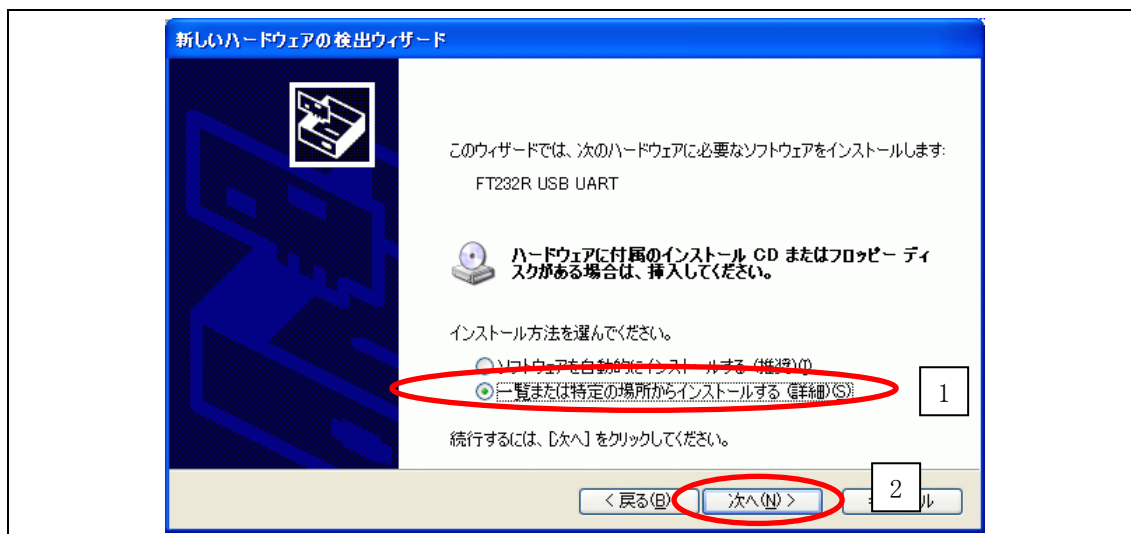 新しいハードウェアの検出ウィザード
このウィザードでは、次のハードウェアに必要なソフトウェアをインストールします:
FT232R USB UART
ハードウェアに付属のインストール CD またはフロッピー ディ
スクがある場合は、挿入してください。
インストール方法を選んでください。
ソフトウェアを自動的にインストールする (推奨)(I)
一覧または特定の場所からインストールする (詳細)(S)
1
続行するには、[次へ] をクリックしてください。
< 戻る(B)
次へ(N) >
2
ル